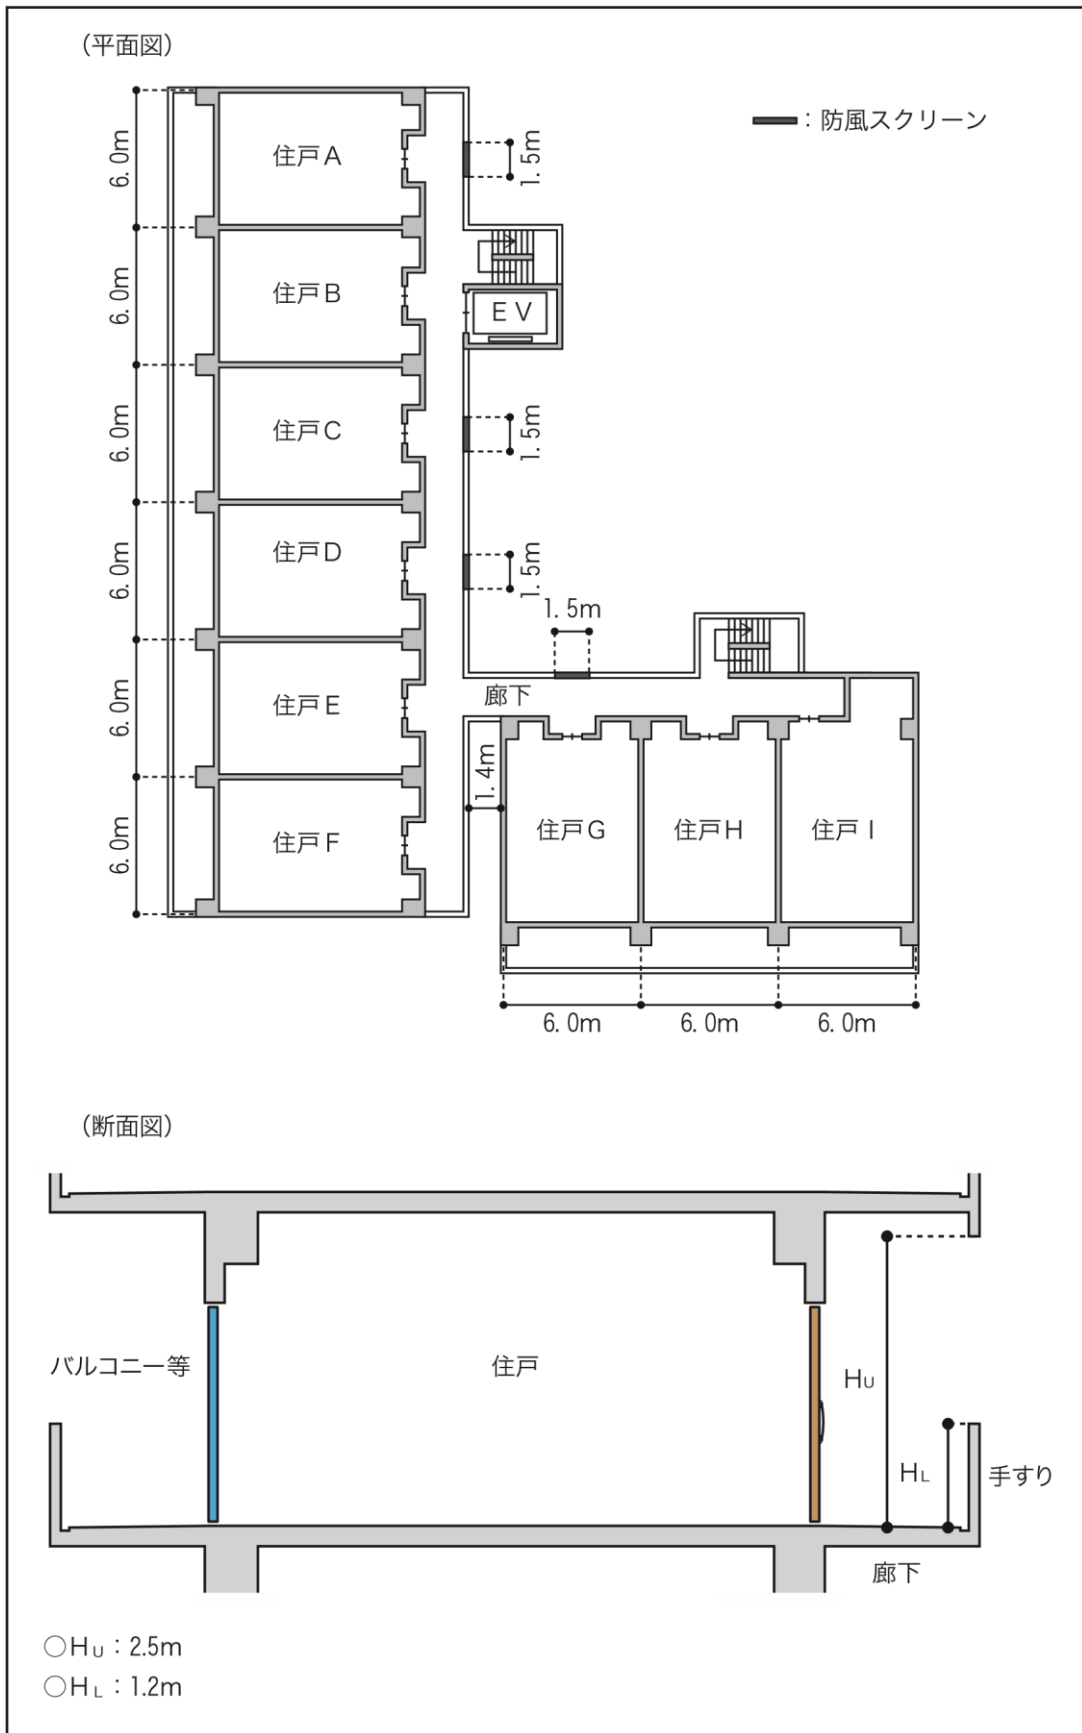 （平面図）
：防風スクリーン
6.0m
住戸A
1.5m
6.0m
住戸B
EV
6.0m
住戸C
1.5m
6.0m
住戸D
1.5m
1.5m
6.0m
住戸E
廊下
1.4m
6.0m
住戸F
住戸G
住戸H
住戸I
6.0m
6.0m
6.0m
（断面図）
バルコニー等
住戸
HU
HL
手すり
廊下
○HU：2.5m
○HL：1.2m